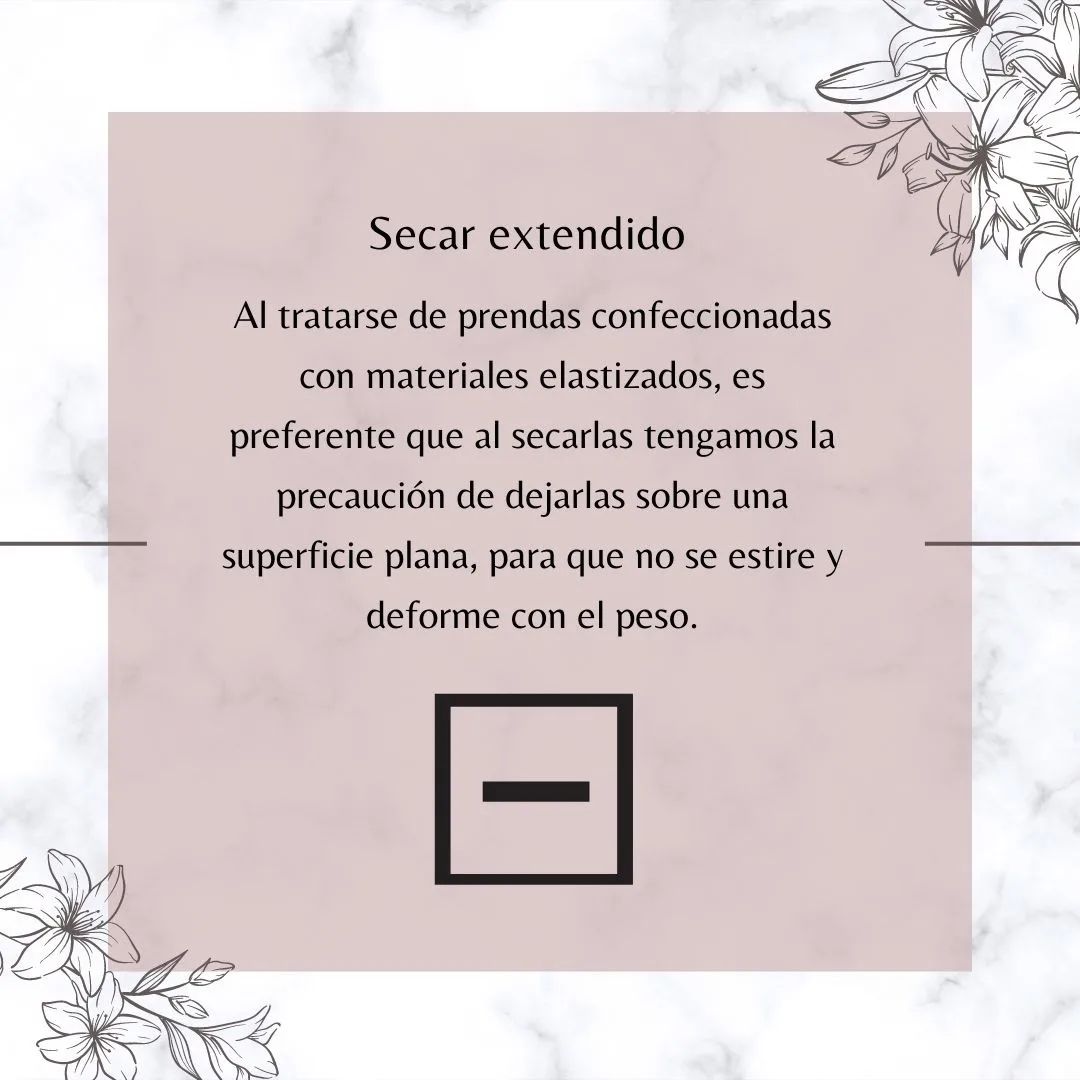 Secar extendido
Al tratarse de prendas confeccionadas
con materiales elastizados, es
preferente que al secarlas tengamos la
precaución de dejarlas sobre una
superficie plana, para que no se estire y
deforme con el peso.